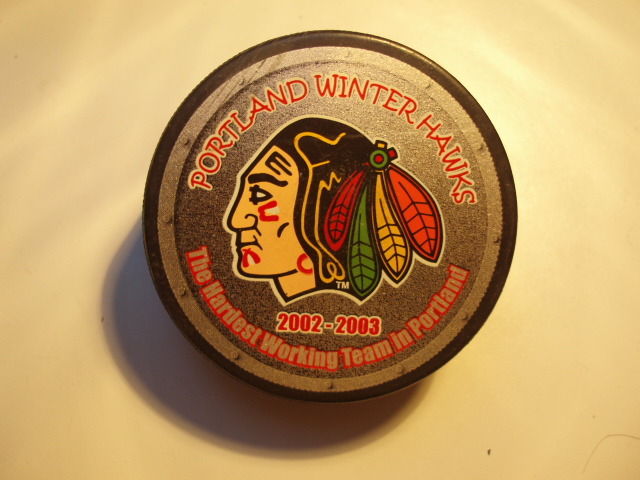 PORTLAND WINTER HAWKS
TM
2002 - 2003
The Hardest Working Team in Portland